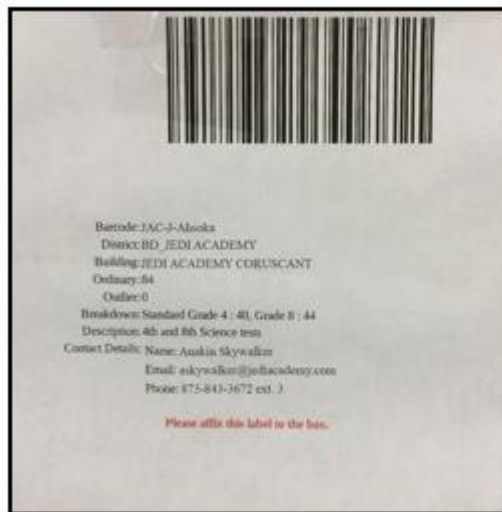 Barcode: JAC-J-Ahsoka
District: BD_JEDI ACADEMY
Building: JEDI ACADEMY CORUSCANT
Ordinary: 84
Outlier: 0
Breakdown: Standard Grade 4 : 40, Grade 8 : 44
Description: 4th and 8th Science tests
Contact Details: Name: Anakin Skywalker
Email: askywalker@jediacademy.com
Phone: 875-843-3672 ext. 3
Please affix this label to the box.